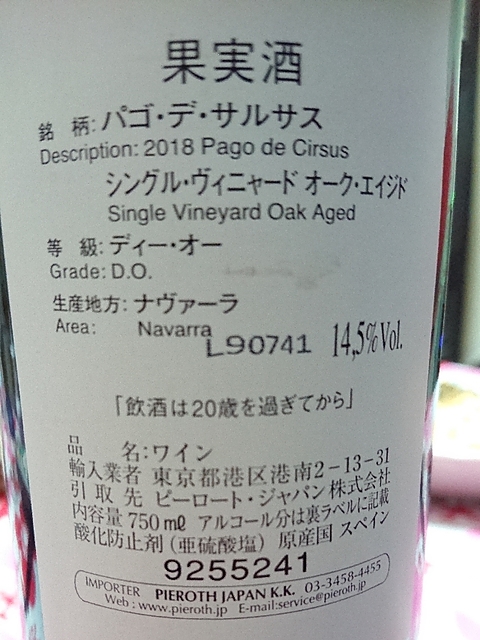 果実酒
銘 柄: パゴ・デ・サルサス
Description: 2018 Pago de Cirsus
シングル・ヴィニャード オーク・エイジド
Single Vineyard Oak Aged
等 級: ディー・オー
Grade: D.O.
生産地方: ナヴァーラ
Area: Navarra
L90741 14,5%Vol.
「飲酒は20歳を過ぎてから」
品 名:ワイン
輸入業者 東京都港区港南2-13-31
引取先 ピーロート・ジャパン株式会社
内容量 750mℓ アルコール分は裏ラベルに記載
酸化防止剤(亜硫酸塩) 原産国 スペイン
9255241
IMPORTER PIEROTH JAPAN K.K. 03-3458-4455
Web : www.pieroth.jp E-mail:service@pieroth.jp